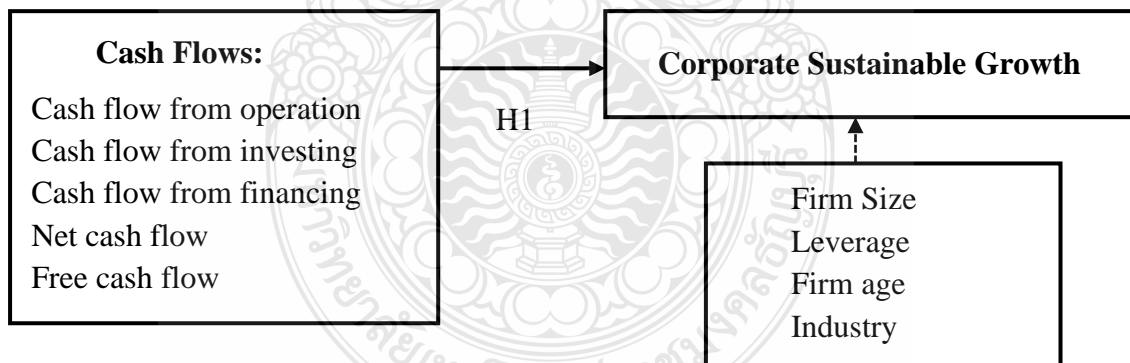 Cash Flows:
Cash flow from operation
Cash flow from investing
Cash flow from financing
Net cash flow
Free cash flow
H1
Corporate Sustainable Growth
Firm Size
Leverage
Firm age
Industry